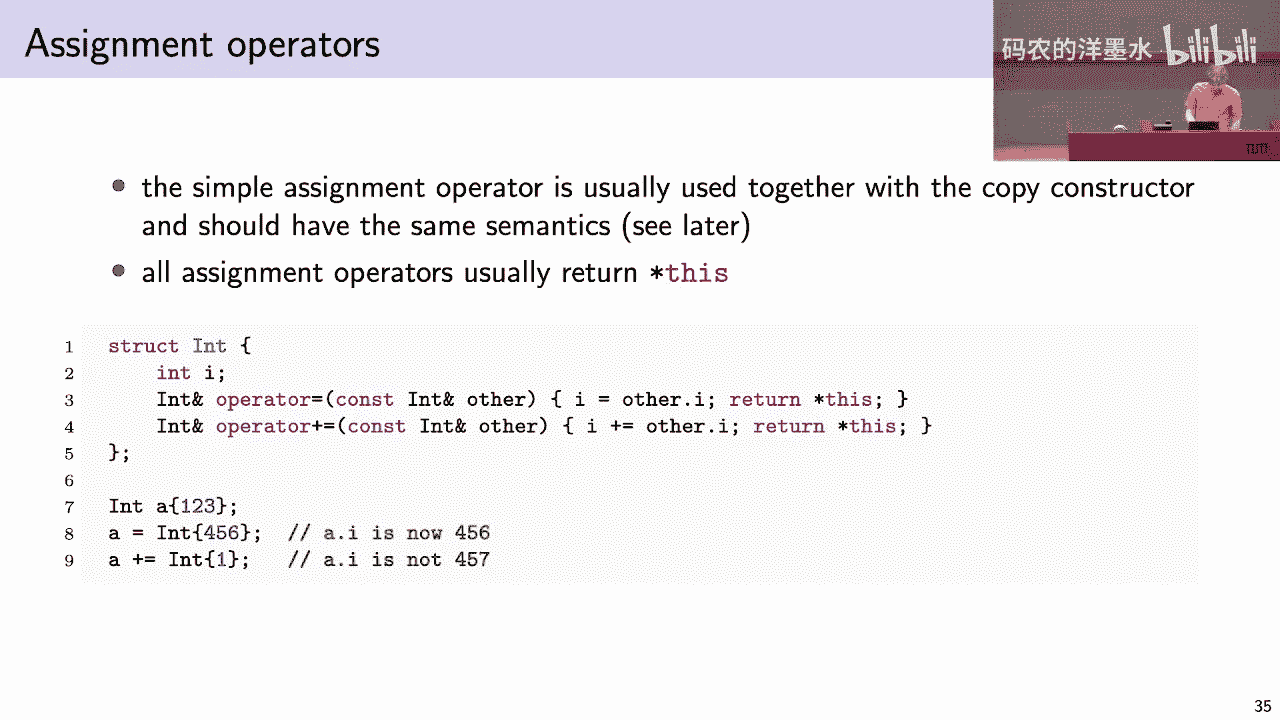 Assignment operators
码农的洋墨水 bilibili
TUM
• the simple assignment operator is usually used together with the copy constructor
and should have the same semantics (see later)
• all assignment operators usually return *this
1 struct Int {
2 int i;
3 Int& operator=(const Int& other) { i = other.i; return *this; }
4 Int& operator+=(const Int& other) { i += other.i; return *this; }
5 };
6
7 Int a{123};
8 a = Int{456}; // a.i is now 456
9 a += Int{1}; // a.i is not 457
35